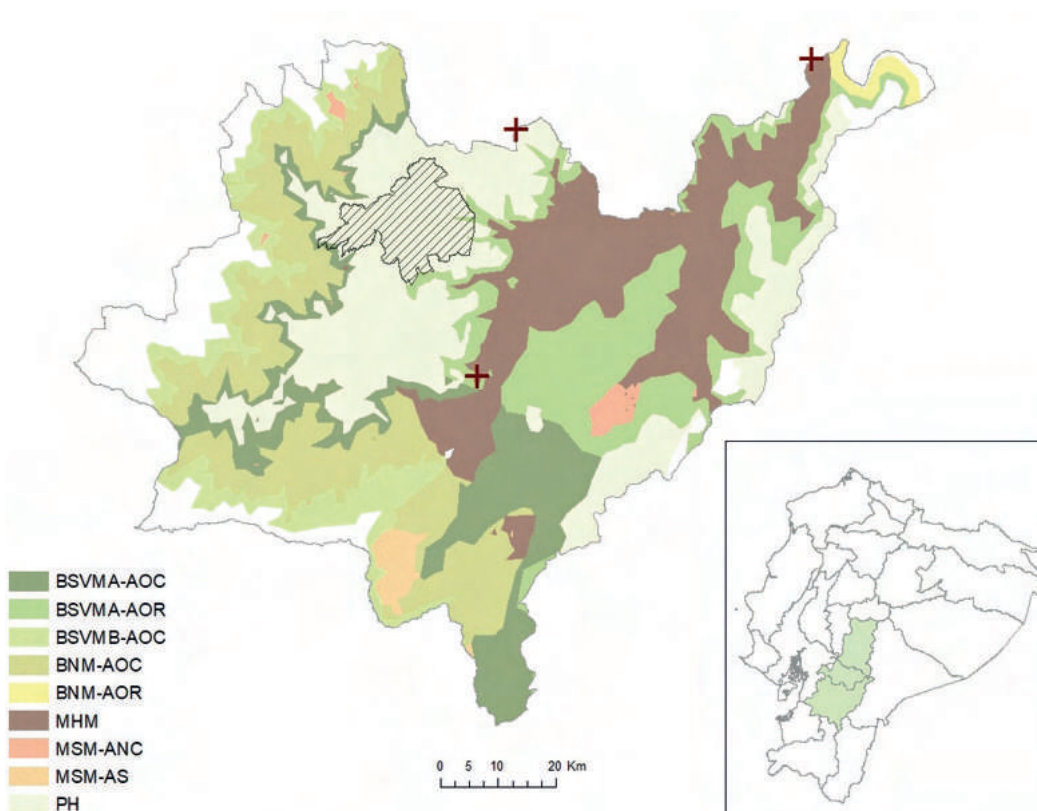 BSVMA-AOC
BSVMA-AOR
BSVMB-AOC
BNM-AOC
BNM-AOR
MHM
MSM-ANC
MSM-AS
PH
0 5 10 20 Km